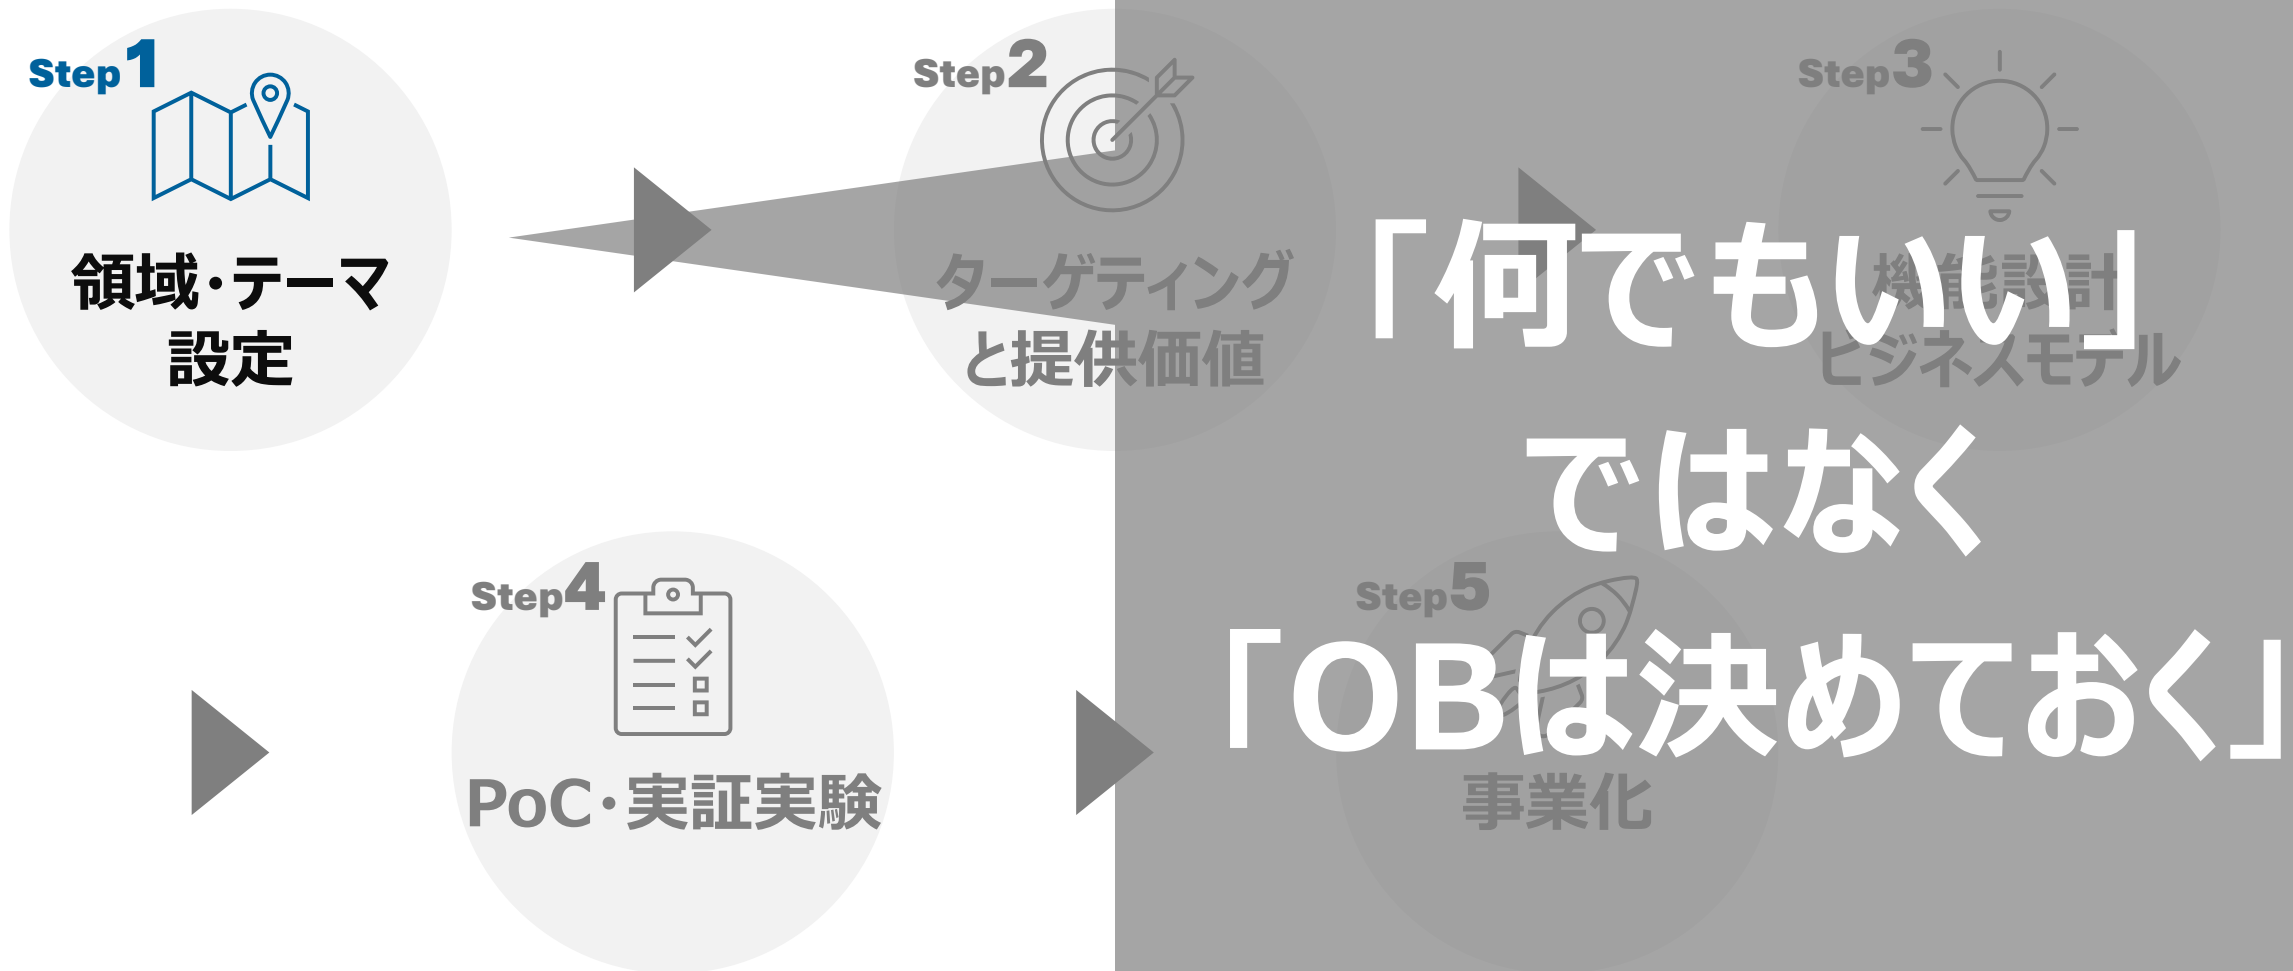 Step1
領域・テーマ
設定
Step2
ターゲティング
と提供価値
Step3
機能設計
ビジネスモデル
Step4
PoC・実証実験
Step5
事業化
「何でもいい」
ではなく
「OBは決めておく」